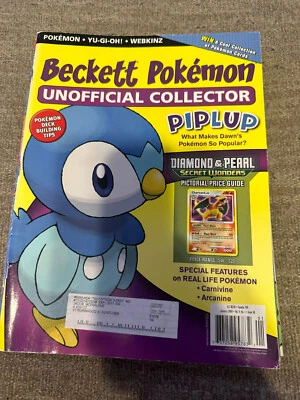 POKÉMON • YU-GI-OH! • WEBKINZ
WIN A Cool Collection
of Pokémon Cards
Beckett Pokémon
UNOFFICIAL COLLECTOR
POKÉMON
DECK
BUILDING
TIPS
PIPLUP
What Makes Dawn's
Pokémon So Popular?
DIAMOND & PEARL
SECRET WONDERS
PICTORIAL PRICE GUIDE
SPECIAL FEATURES
on REAL LIFE POKÉMON
• Carnivine
• Arcanine